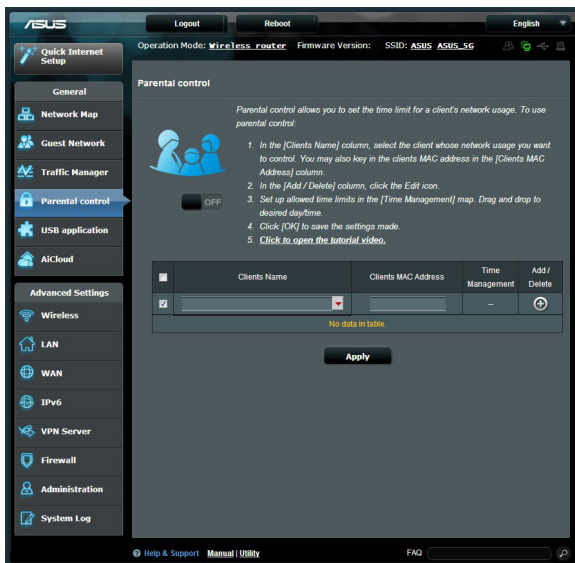 ASUS
Logout
Reboot
English
Quick Internet
Setup
Operation Mode: Wireless router Firmware Version: SSID: ASUS ASUS_5G
General
Network Map
Guest Network
Traffic Manager
Parental control
USB application
AiCloud
Advanced Settings
Wireless
LAN
WAN
IPv6
VPN Server
Firewall
Administration
System Log
Parental control
Parental control allows you to set the time limit for a client's network usage. To use
parental control:
1. In the [Clients Name] column, select the client whose network usage you want
to control. You may also key in the clients MAC address in the [Clients MAC
Address] column.
2. In the [Add / Delete] column, click the Edit icon.
3. Set up allowed time limits in the [Time Management] map. Drag and drop to
desired day/time.
4. Click [OK] to save the settings made.
5. Click to open the tutorial video.
OFF
Clients Name
Clients MAC Address
Time
Management
Add /
Delete
--
No data in table.
Apply
Help & Support Manual | Utility
FAQ